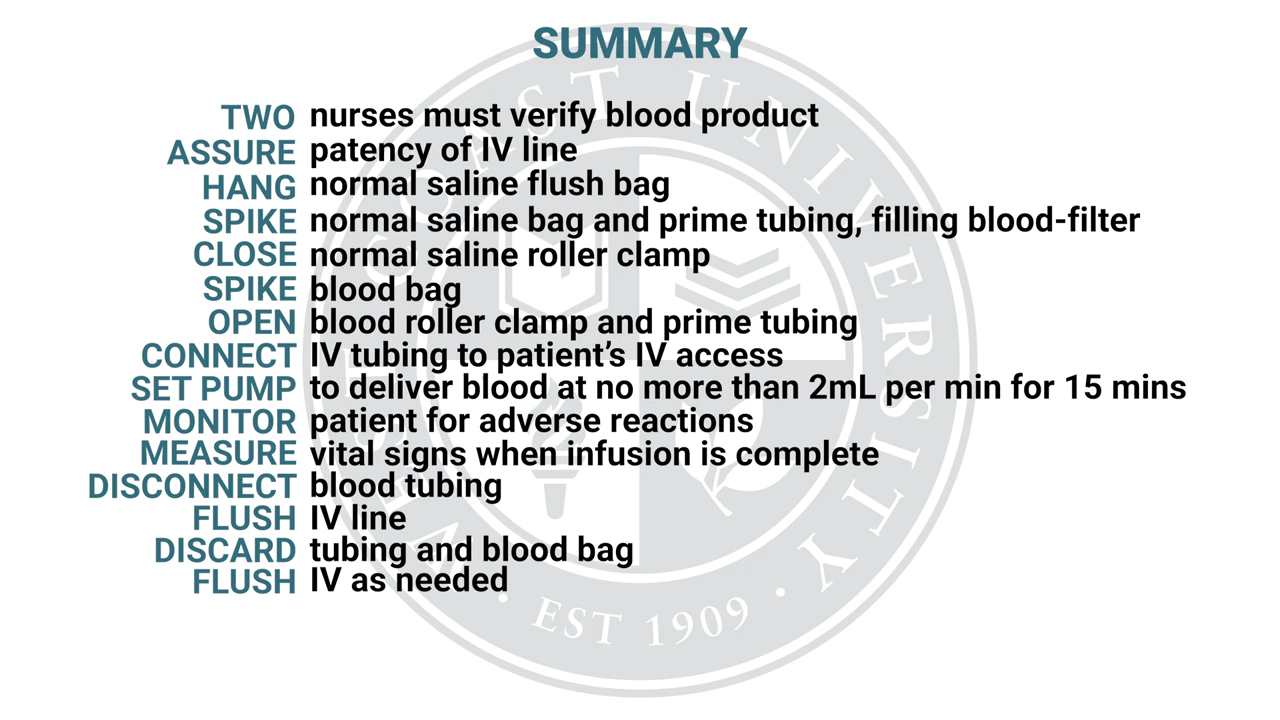 SUMMARY
TWO nurses must verify blood product
ASSURE patency of IV line
HANG normal saline flush bag
SPIKE normal saline bag and prime tubing, filling blood-filter
CLOSE normal saline roller clamp
SPIKE blood bag
OPEN blood roller clamp and prime tubing
CONNECT IV tubing to patient’s IV access
SET PUMP to deliver blood at no more than 2mL per min for 15 mins
MONITOR patient for adverse reactions
MEASURE vital signs when infusion is complete
DISCONNECT blood tubing
FLUSH IV line
DISCARD tubing and blood bag
FLUSH IV as needed
WEST COAST UNIVERSITY
· EST 1909 ·